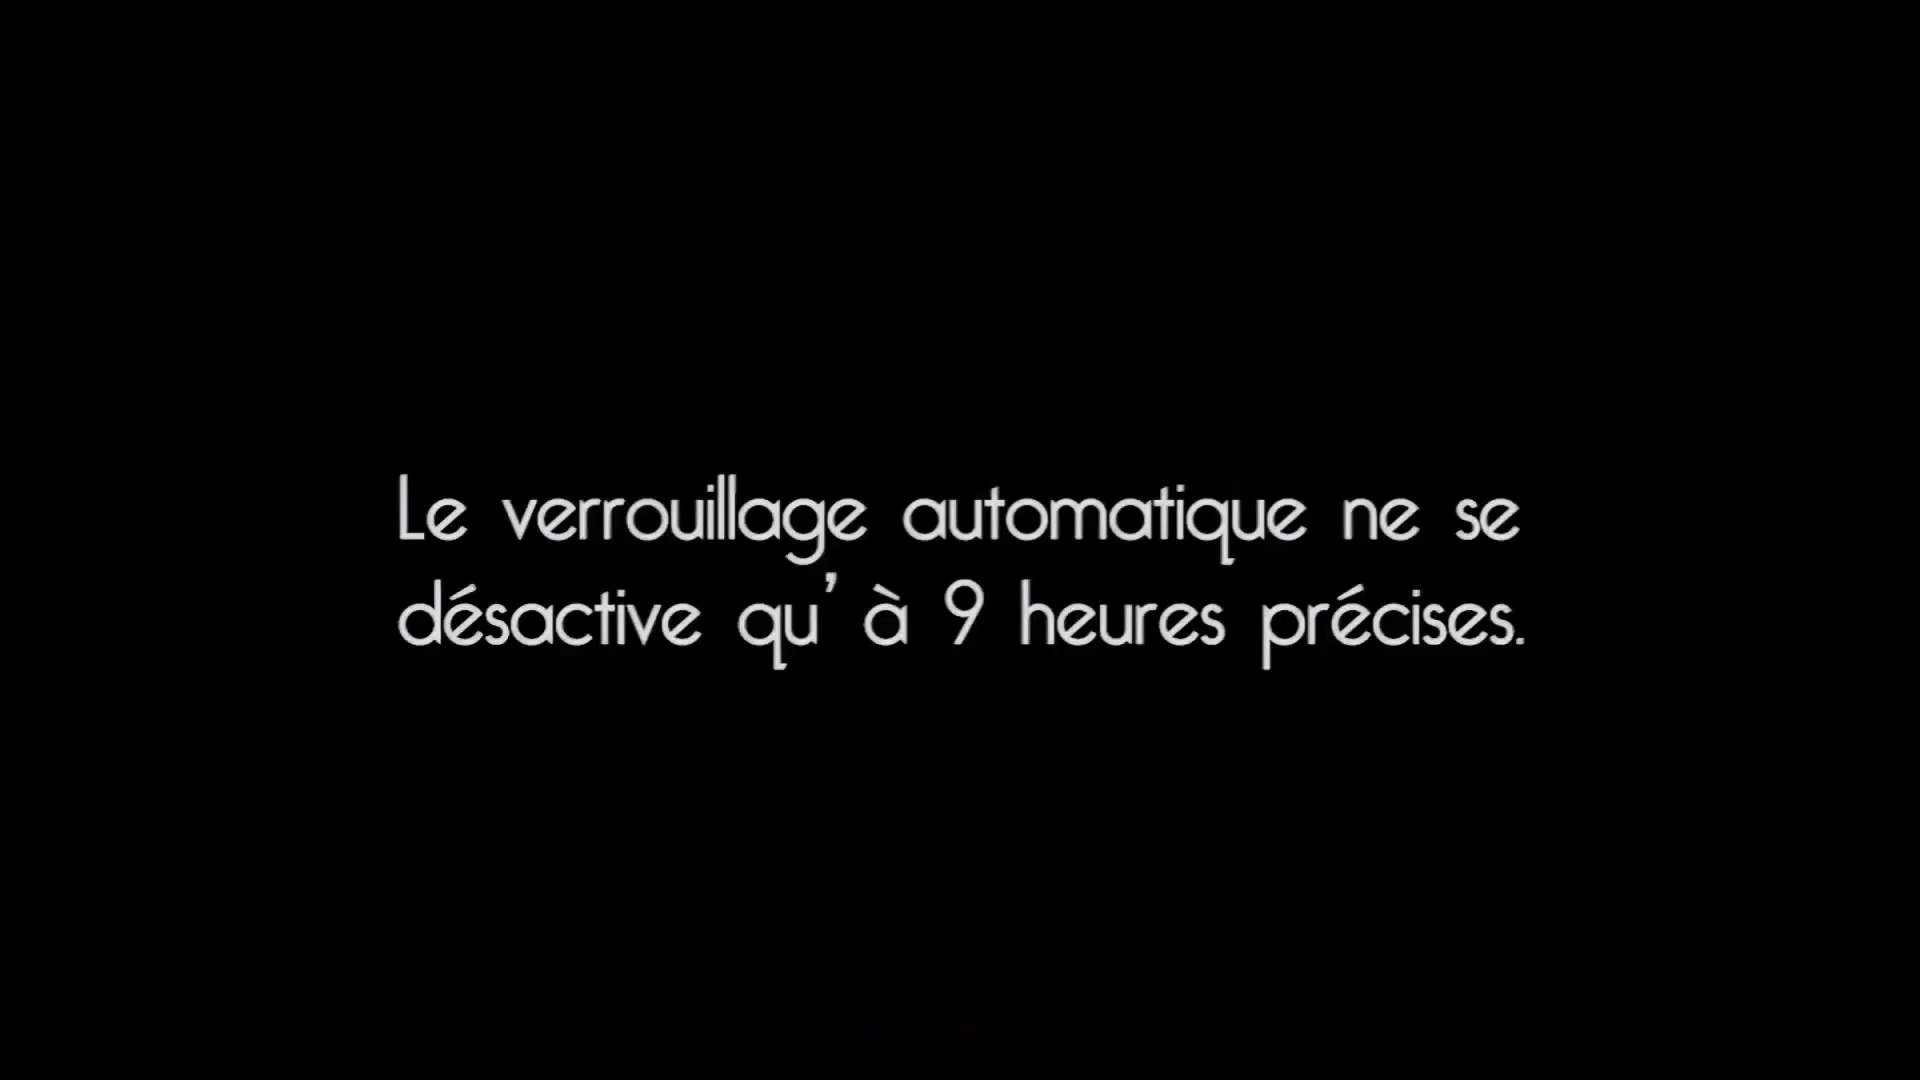 Le verrouillage automatique ne se
désactive qu’ à 9 heures précises.